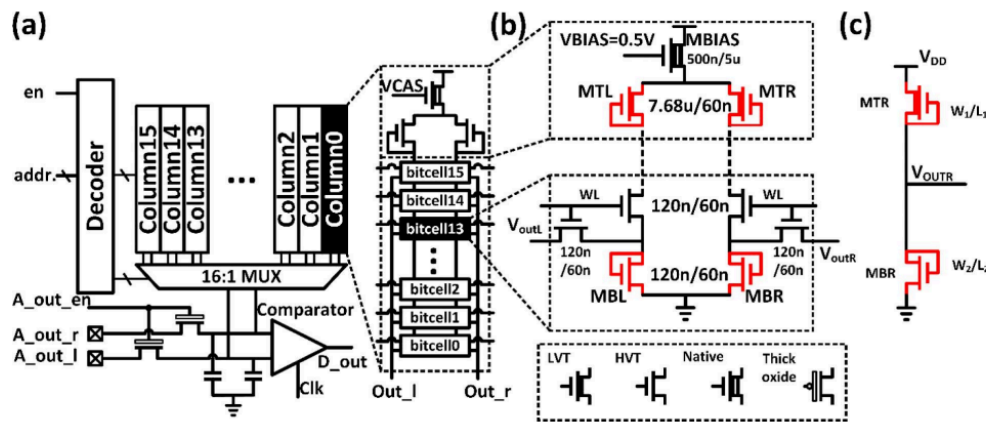 (a)
en
addr.
Decoder
Column15
Column14
Column13
...
Column2
Column1
Column0
16:1 MUX
A_out_en
A_out_r
A_out_l
Comparator
D_out
Clk
VCAS
bitcell15
bitcell14
bitcell13
bitcell2
bitcell1
bitcell0
Out_l
Out_r
(b)
VBIAS=0.5V
MBIAS
500n/5u
MTL
7.68u/60n
MTR
WL
120n/60n
WL
VoutL
VoutR
120n
/60n
120n
/60n
120n/60n
MBL
MBR
LVT
HVT
Native
Thick
oxide
(c)
VDD
MTR
W1/L1
VOUTR
MBR
W2/L2